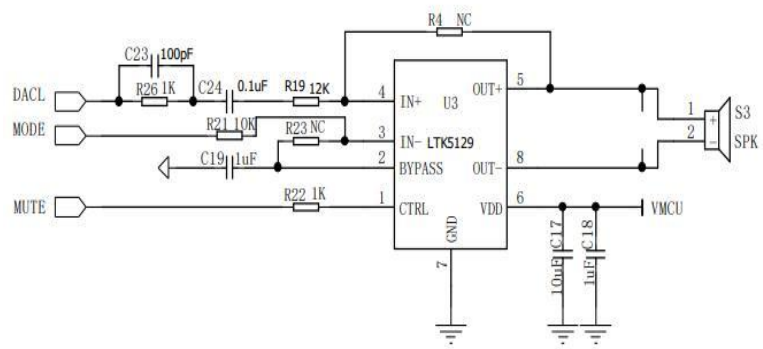 R4 NC
C23 100pF
R26 1K
C24 0.1uF
R19 12K
DACL
4
IN+
U3
OUT+
5
MODE
R21 10K
R23 NC
3
IN- LTK5129
1
S3
2
SPK
C19 1uF
2
BYPASS
OUT-
8
MUTE
R22 1K
1
CTRL
VDD
6
VMCU
GND
7
10uF C17
1uF C18
+
-